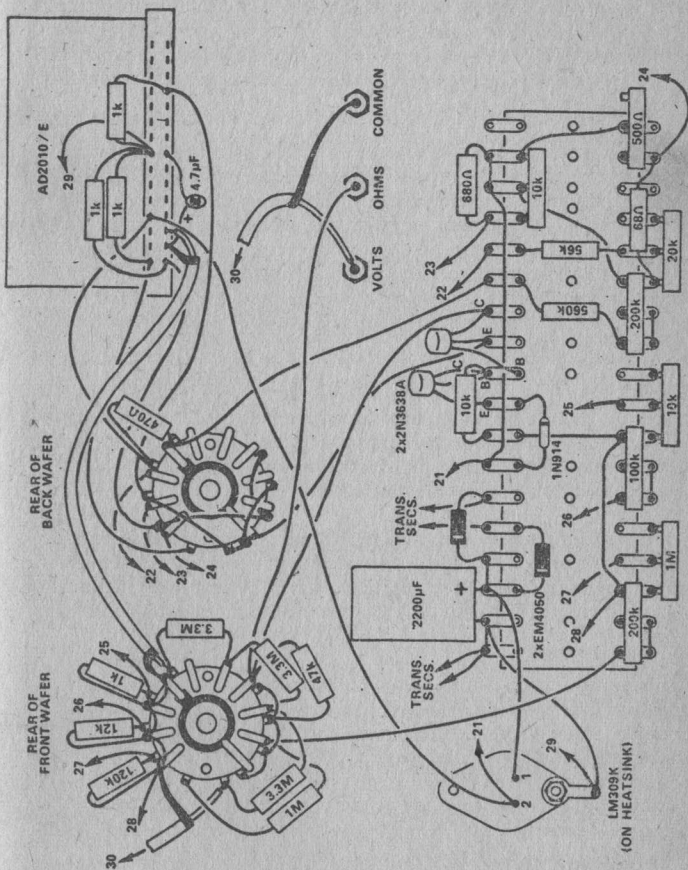 AD2010 / E
1k
1k
1k
29
4.7µF
+
COMMON
OHMS
VOLTS
30
REAR OF
BACK WAFER
470Ω
22
23
24
REAR OF
FRONT WAFER
3.3M
25
1k
26
12k
27
120k
28
30
3.3M
47k
3.3M
1M
24
500Ω
680Ω
10k
68Ω
23
56k
20k
22
200k
560k
C
E
B
C
B
E
2x2N3638A
10k
25
10k
21
1N914
100k
26
TRANS.
SECS.
2200µF
+
2xEM4050
27
1M
28
200k
TRANS.
SECS.
21
1
2
29
LM309K
(ON HEATSINK)